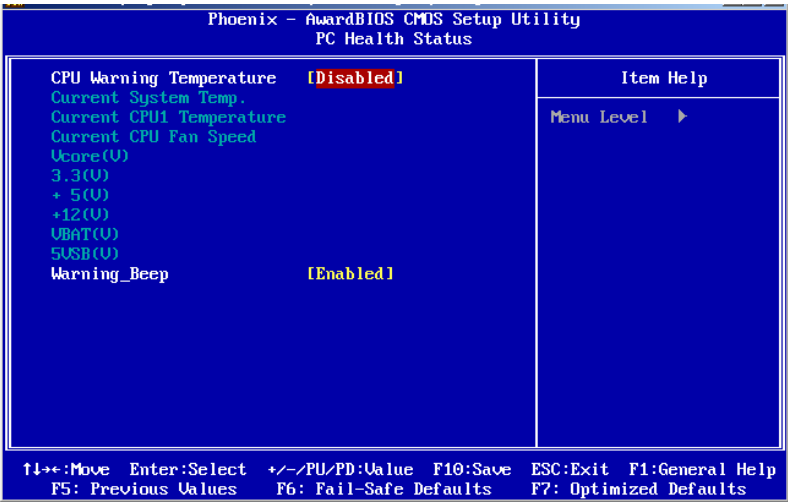 Phoenix - AwardBIOS CMOS Setup Utility
PC Health Status
CPU Warning Temperature [Disabled]
Current System Temp.
Current CPU1 Temperature
Current CPU Fan Speed
Vcore(V)
3.3(V)
+ 5(V)
+12(V)
VBAT(V)
5VSB(V)
Warning_Beep [Enabled]
Item Help
Menu Level ▶
↑↓→←:Move Enter:Select +/-/PU/PD:Value F10:Save ESC:Exit F1:General Help
F5: Previous Values F6: Fail-Safe Defaults F7: Optimized Defaults